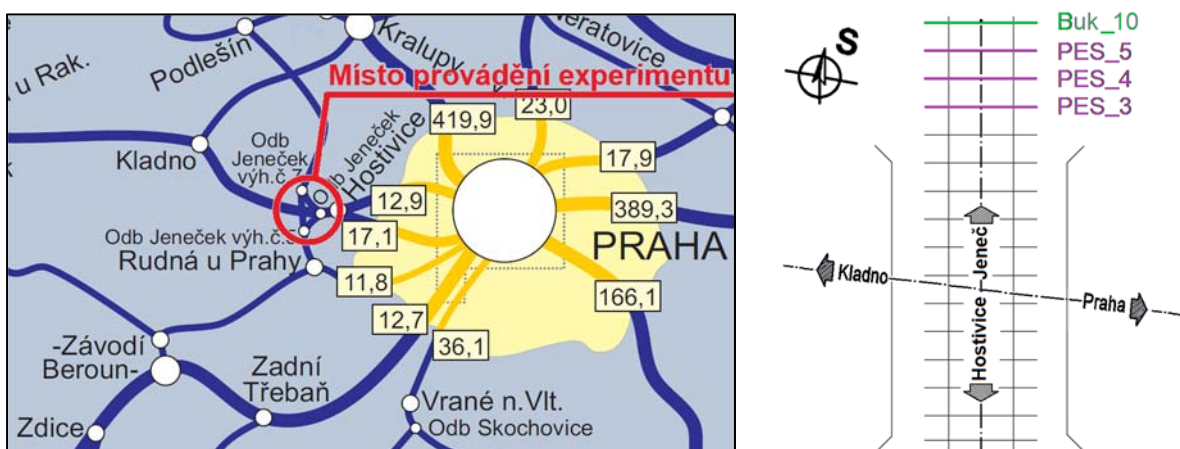 u Rak.
Podlešín
Kralupy
Neratovice
Místo provádění experimentu
Odb
Jeneček
výh.č.7
Odb Jeneček
Hostivice
419,9
23,0
Kladno
17,9
12,9
389,3
17,1
Odb Jeneček výh.č.
PRAHA
Rudná u Prahy
11,8
166,1
12,7
36,1
-Závodí
Beroun-
Zadní
Třebaň
Vrané n.Vlt.
Odb Skochovice
Zdice
S
Buk_10
PES_5
PES_4
PES_3
Kladno
Hostivice - Jeneč
Praha